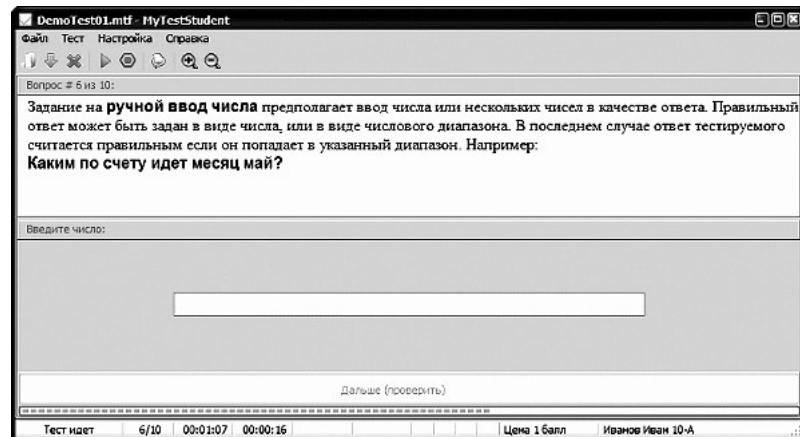 DemoTest01.mtf - MyTestStudent
Файл Тест Настройка Справка
Вопрос # 6 из 10:
Задание на ручной ввод числа предполагает ввод числа или нескольких чисел в качестве ответа. Правильный
ответ может быть задан в виде числа, или в виде числового диапазона. В последнем случае ответ тестируемого
считается правильным если он попадает в указанный диапазон. Например:
Каким по счету идет месяц май?
Введите число:
Дальше (проверить)
Тест идет 6/10 00:01:07 00:00:16 Цена 1 балл Иванов Иван 10-А